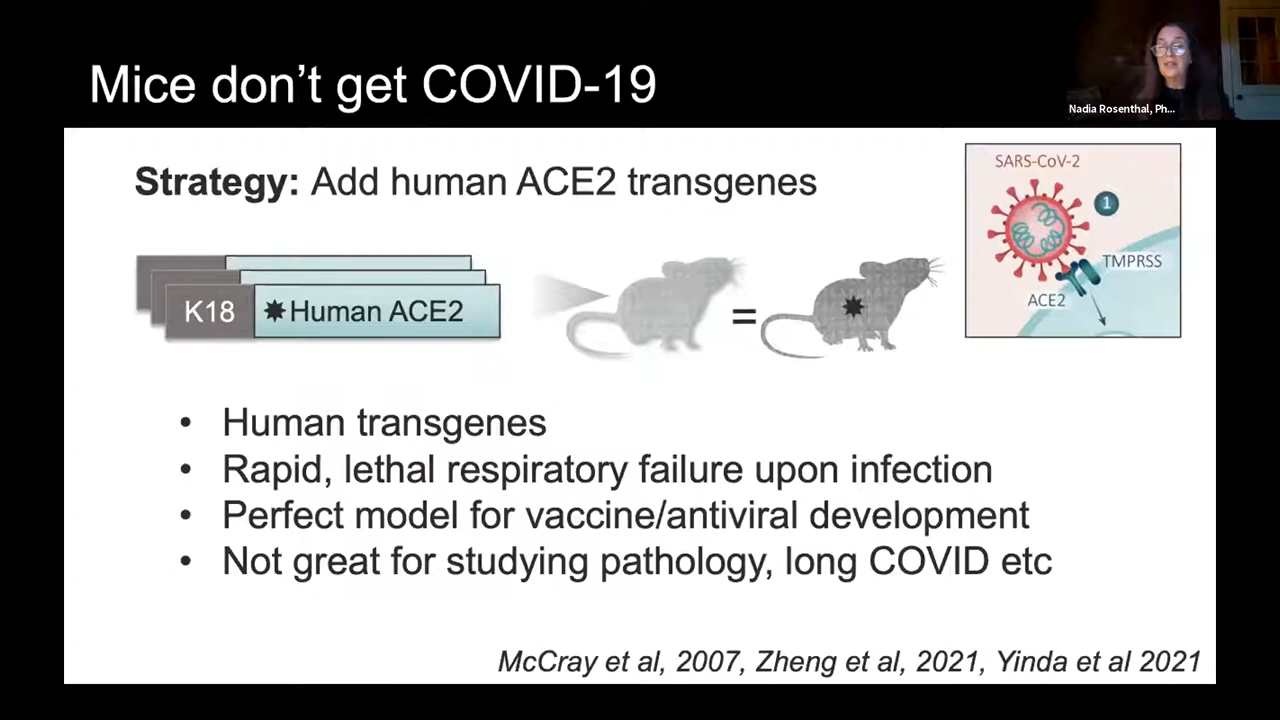 Mice don't get COVID-19
Nadia Rosenthal, Ph...
Strategy: Add human ACE2 transgenes
SARS-CoV-2
1
TMPRSS
ACE2
K18
Human ACE2
=
• Human transgenes
• Rapid, lethal respiratory failure upon infection
• Perfect model for vaccine/antiviral development
• Not great for studying pathology, long COVID etc
McCray et al, 2007, Zheng et al, 2021, Yinda et al 2021